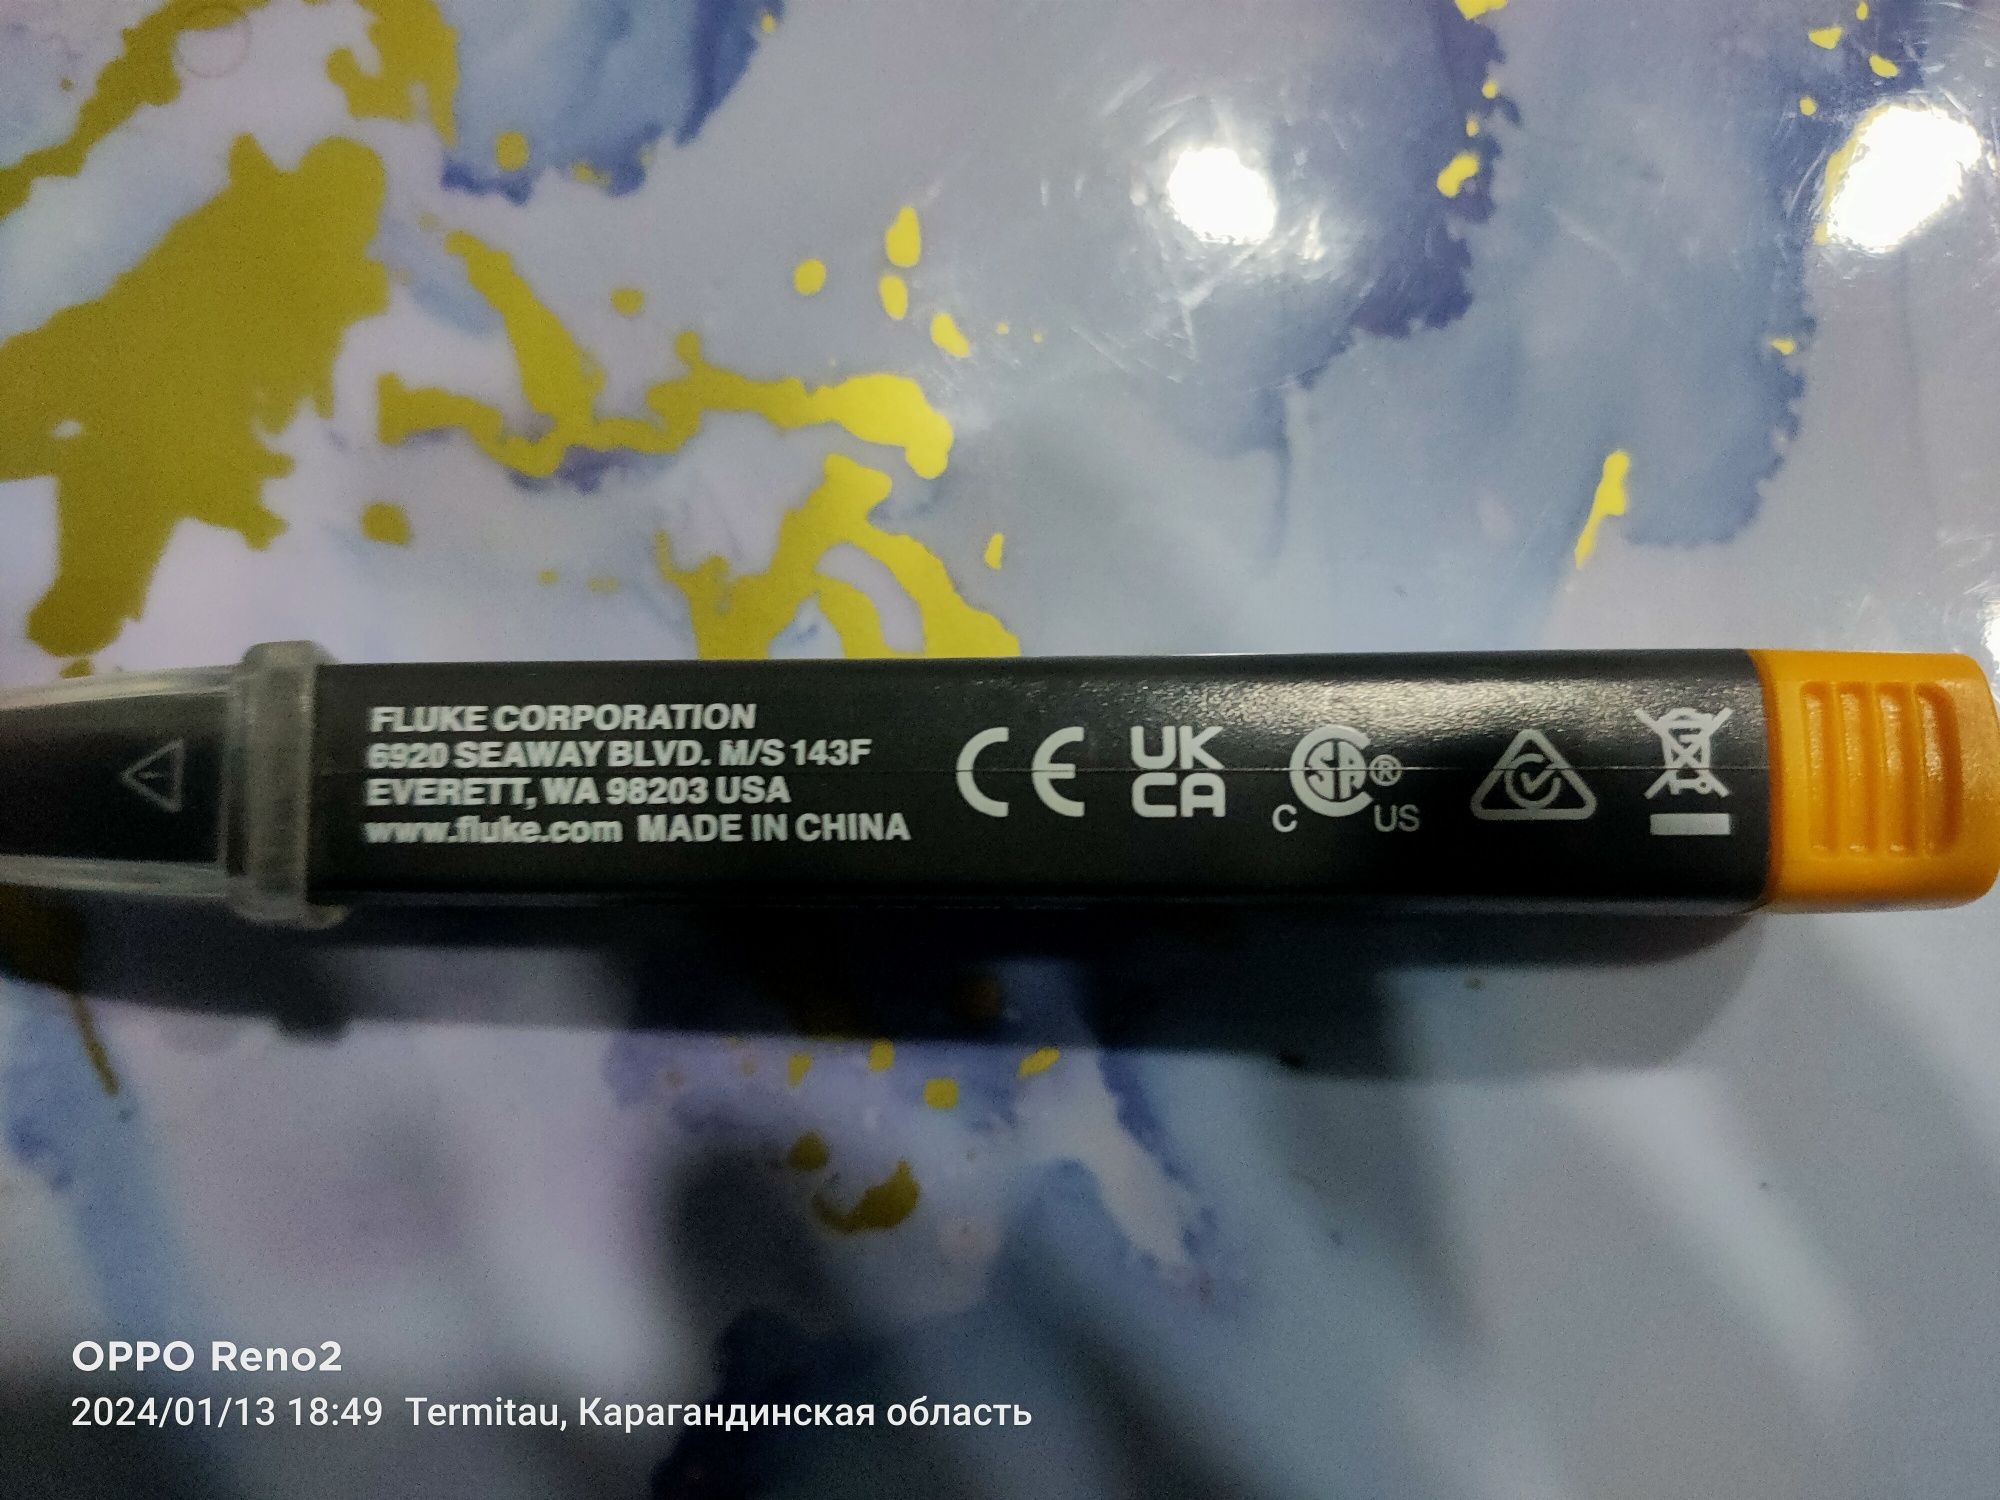 FLUKE CORPORATION
6920 SEAWAY BLVD. M/S 143F
EVERETT, WA 98203 USA
www.fluke.com MADE IN CHINA
CE
UK
CA
C SA® US
OPPO Reno2
2024/01/13 18:49 Termitau, Карагандинская область